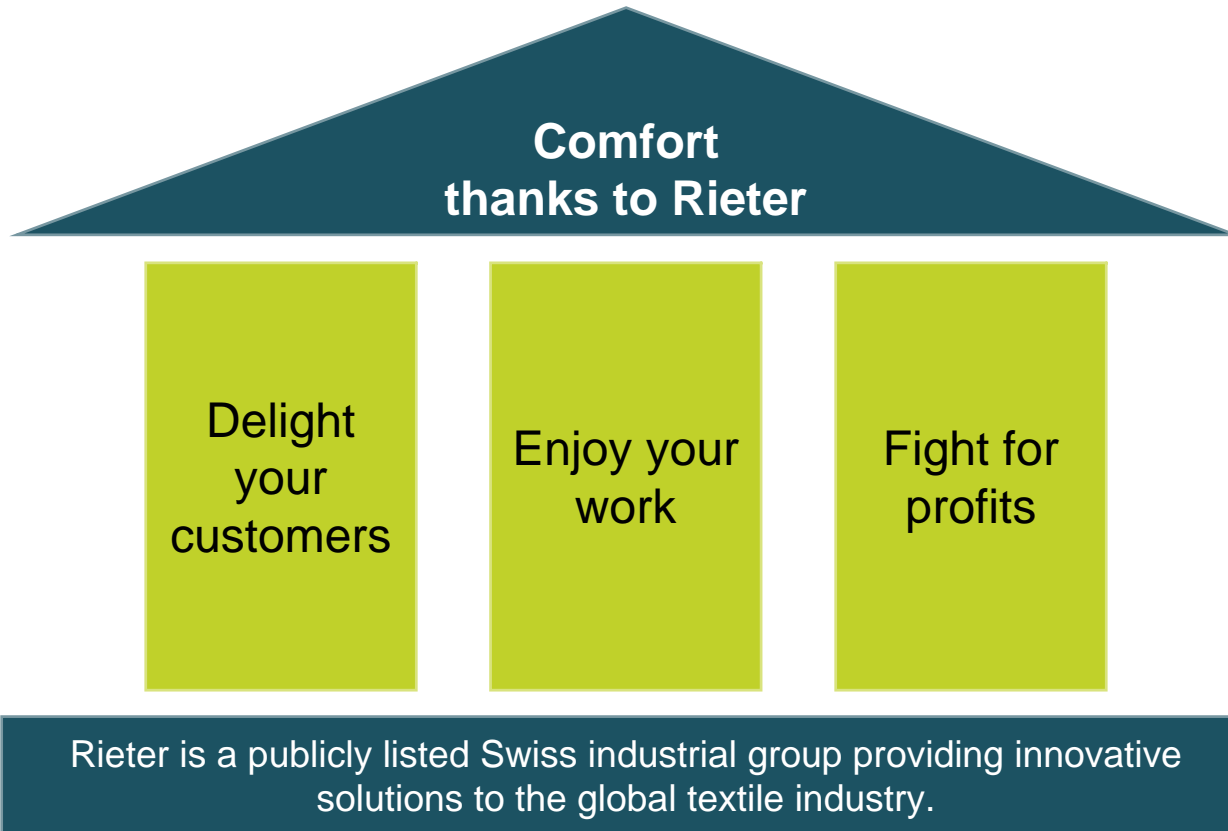 Comfort
thanks to Rieter
Delight
your
customers
Enjoy your
work
Fight for
profits
Rieter is a publicly listed Swiss industrial group providing innovative
solutions to the global textile industry.